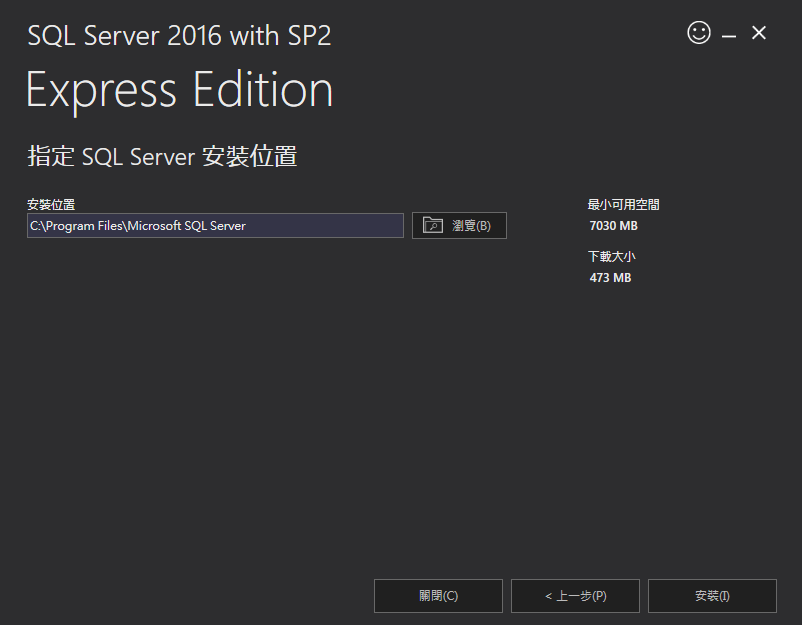 SQL Server 2016 with SP2
Express Edition
指定 SQL Server 安裝位置
安裝位置
C:\Program Files\Microsoft SQL Server
瀏覽(B)
最小可用空間
7030 MB
下載大小
473 MB
關閉(C)
< 上一步(P)
安裝(I)